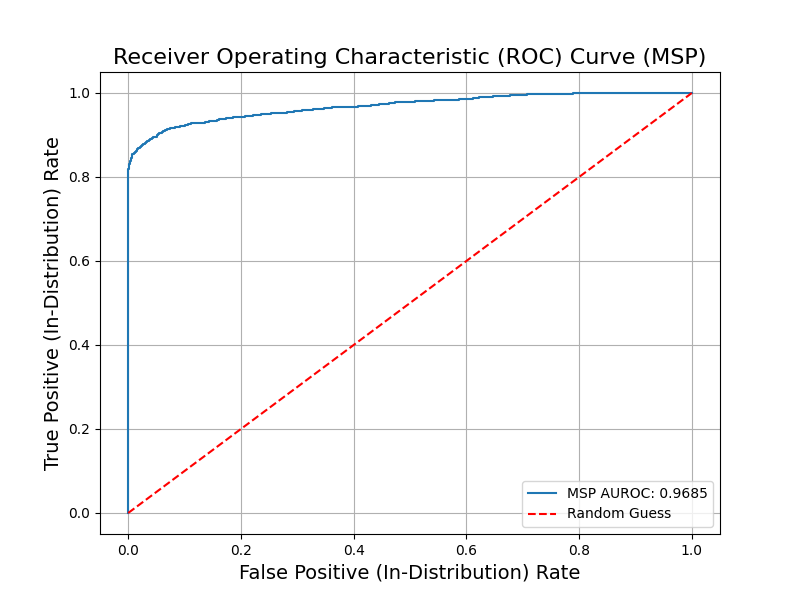 Receiver Operating Characteristic (ROC) Curve (MSP)
True Positive (In-Distribution) Rate
1.0
0.8
0.6
0.4
0.2
0.0
MSP AUROC: 0.9685
Random Guess
0.0 0.2 0.4 0.6 0.8 1.0
False Positive (In-Distribution) Rate